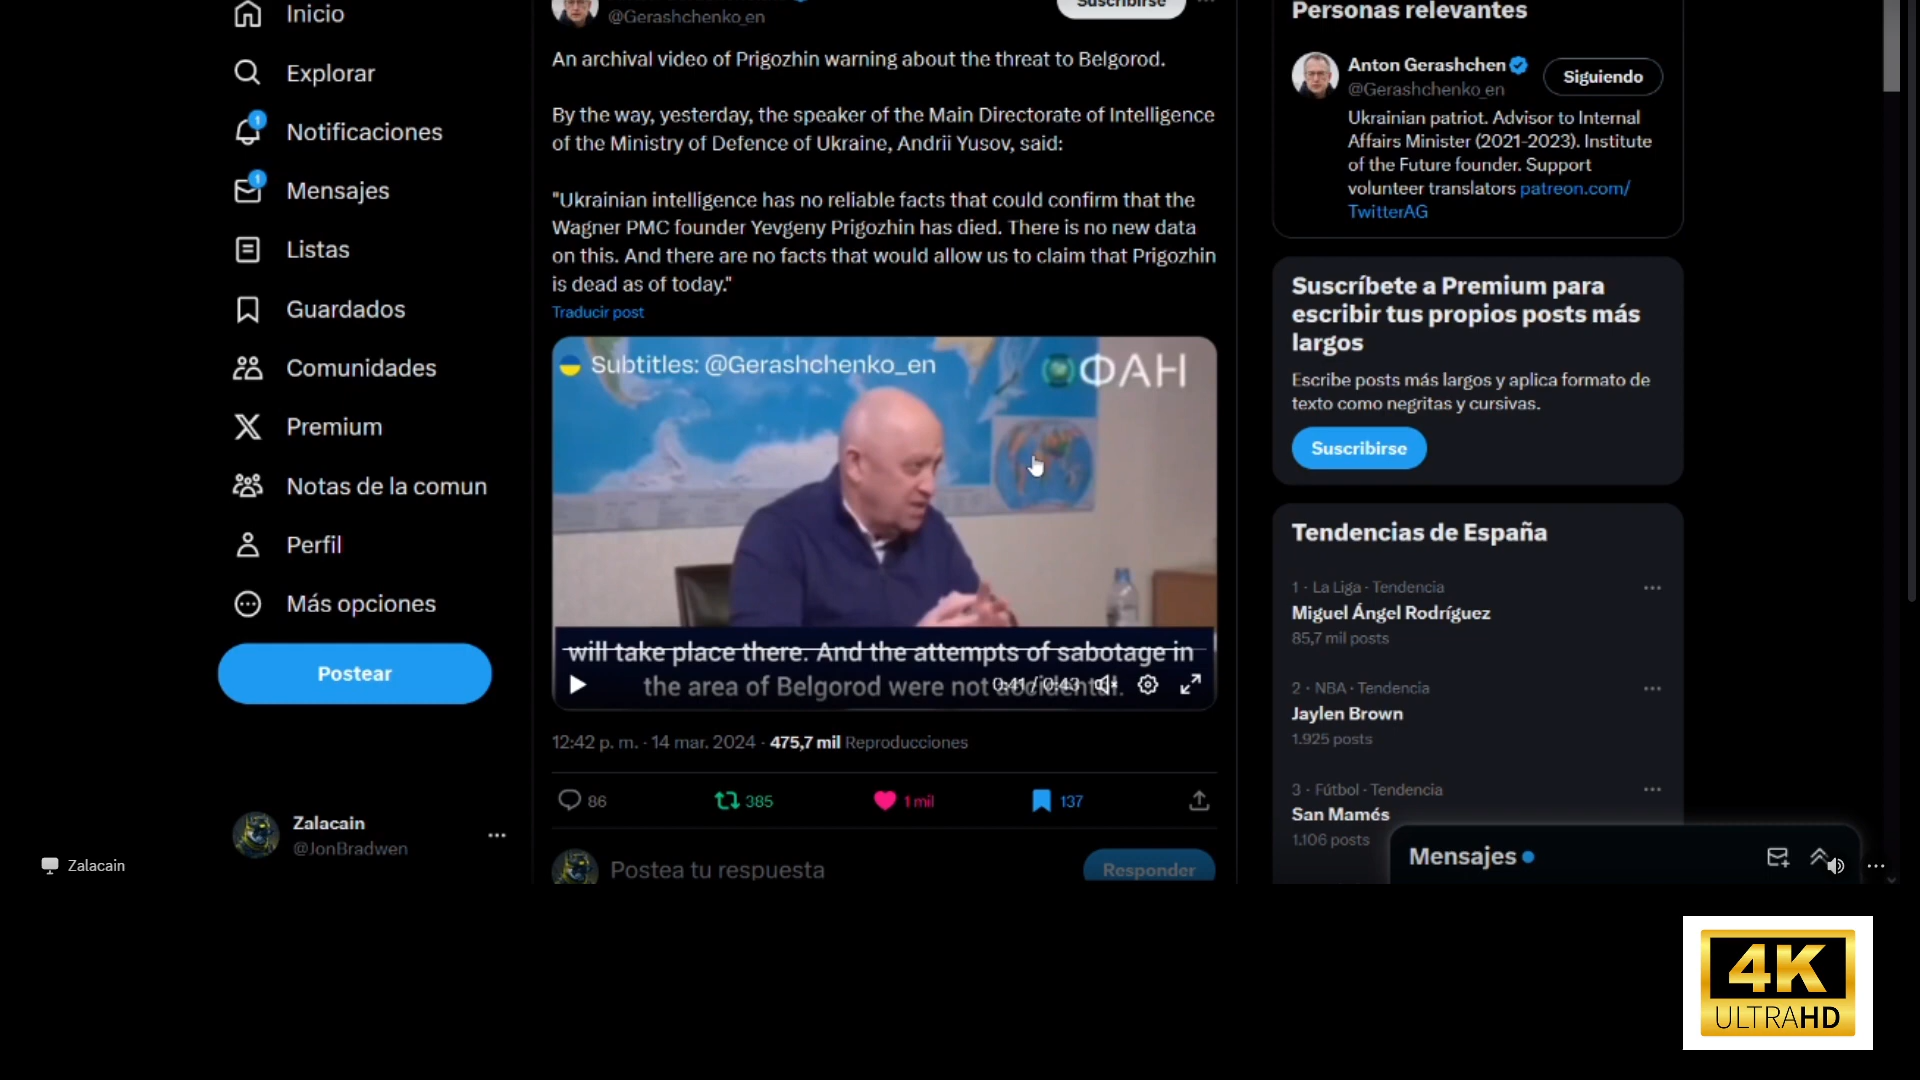 Inicio
Explorar
Notificaciones
1
Mensajes
1
Listas
Guardados
Comunidades
Premium
Notas de la comun
Perfil
Más opciones
Postear
Zalacain
@JonBradwen
Zalacain
@Gerashchenko_en
Suscribirse
An archival video of Prigozhin warning about the threat to Belgorod.
By the way, yesterday, the speaker of the Main Directorate of Intelligence
of the Ministry of Defence of Ukraine, Andrii Yusov, said:
"Ukrainian intelligence has no reliable facts that could confirm that the
Wagner PMC founder Yevgeny Prigozhin has died. There is no new data
on this. And there are no facts that would allow us to claim that Prigozhin
is dead as of today."
Traducir post
Subtitles: @Gerashchenko_en
ФАН
will take place there. And the attempts of sabotage in
the area of Belgorod were not accidental.
0:41 / 0:43
12:42 p. m. · 14 mar. 2024 · 475,7 mil Reproducciones
86
385
1 mil
137
Postea tu respuesta
Responder
Personas relevantes
Anton Gerashchen
@Gerashchenko_en
Siguiendo
Ukrainian patriot. Advisor to Internal
Affairs Minister (2021-2023). Institute
of the Future founder. Support
volunteer translators patreon.com/
TwitterAG
Suscríbete a Premium para
escribir tus propios posts más
largos
Escribe posts más largos y aplica formato de
texto como negritas y cursivas.
Suscribirse
Tendencias de España
1 · La Liga · Tendencia
Miguel Ángel Rodríguez
85,7 mil posts
2 · NBA · Tendencia
Jaylen Brown
1.925 posts
3 · Fútbol · Tendencia
San Mamés
1.106 posts
Mensajes
4K
ULTRAHD